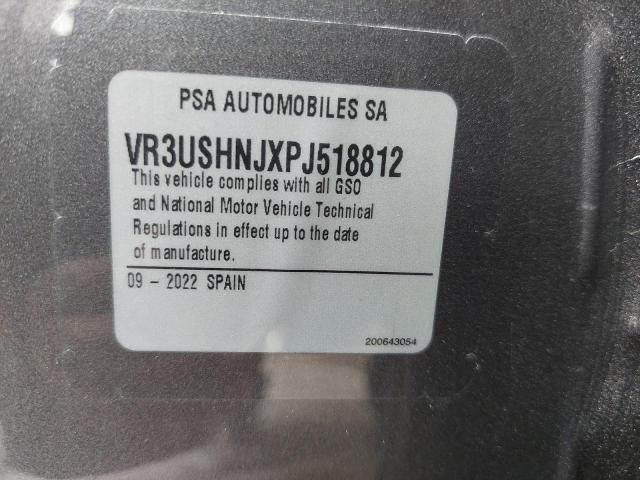 PSA AUTOMOBILES SA
VR3USHNJXPJ518812
This vehicle complies with all GSO
and National Motor Vehicle Technical
Regulations in effect up to the date
of manufacture.
09 - 2022 SPAIN
200643054